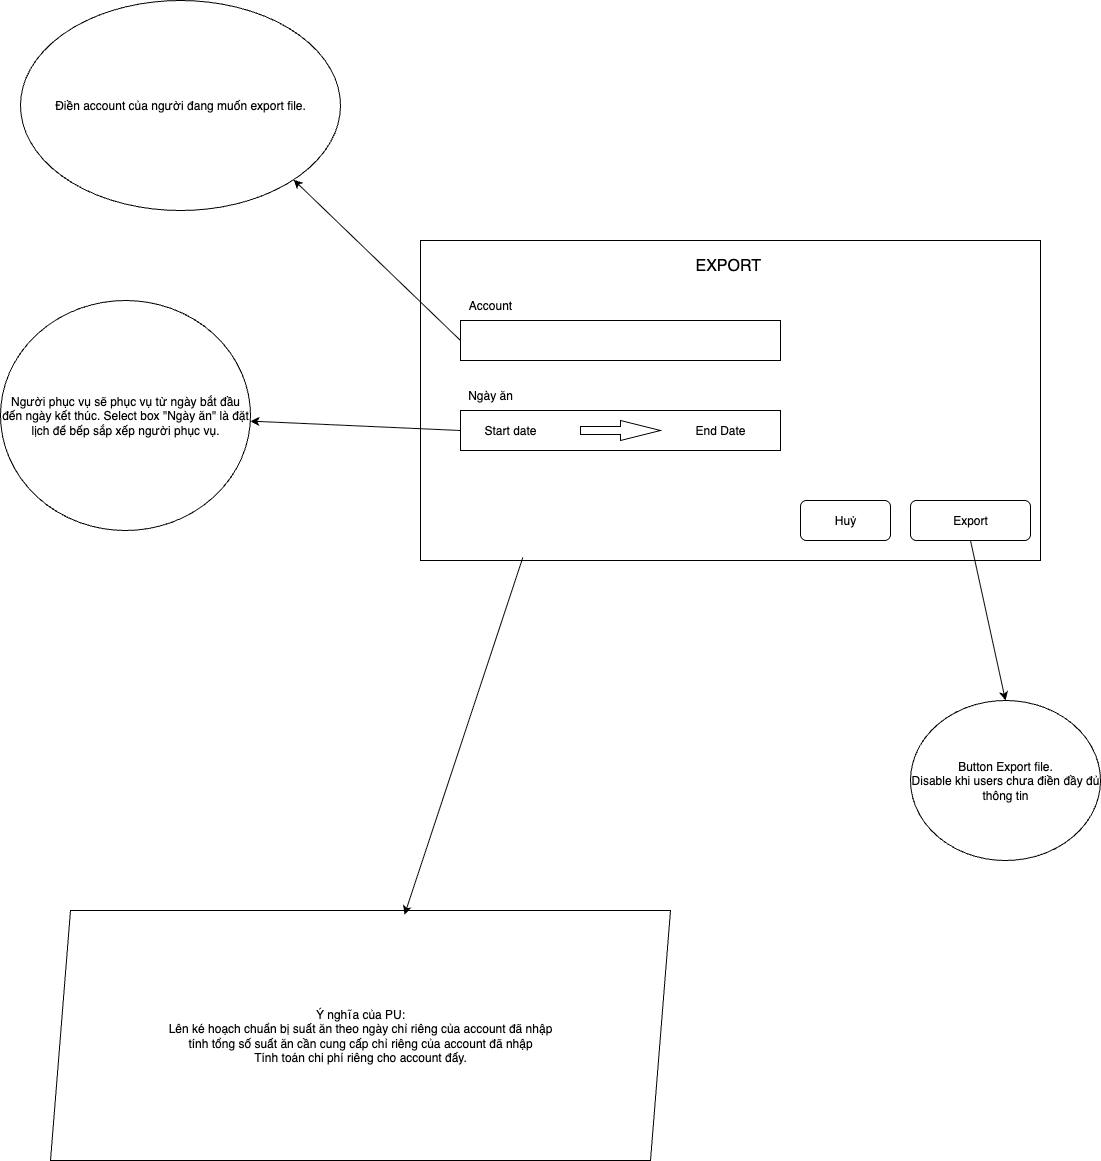 Điền account của người đang muốn export file.
EXPORT
Account
Người phục vụ sẽ phục vụ từ ngày bắt đầu
đến ngày kết thúc. Select box "Ngày ăn" là đặt
lịch để bếp sắp xếp người phục vụ.
Ngày ăn
Start date
End Date
Huỷ
Export
Button Export file.
Disable khi users chưa điền đầy đủ
thông tin
Ý nghĩa của PU:
Lên ké hoạch chuẩn bị suất ăn theo ngày chỉ riêng của account đã nhập
tính tổng số suất ăn cần cung cấp chỉ riêng của account đã nhập
Tính toán chi phí riêng cho account đấy.